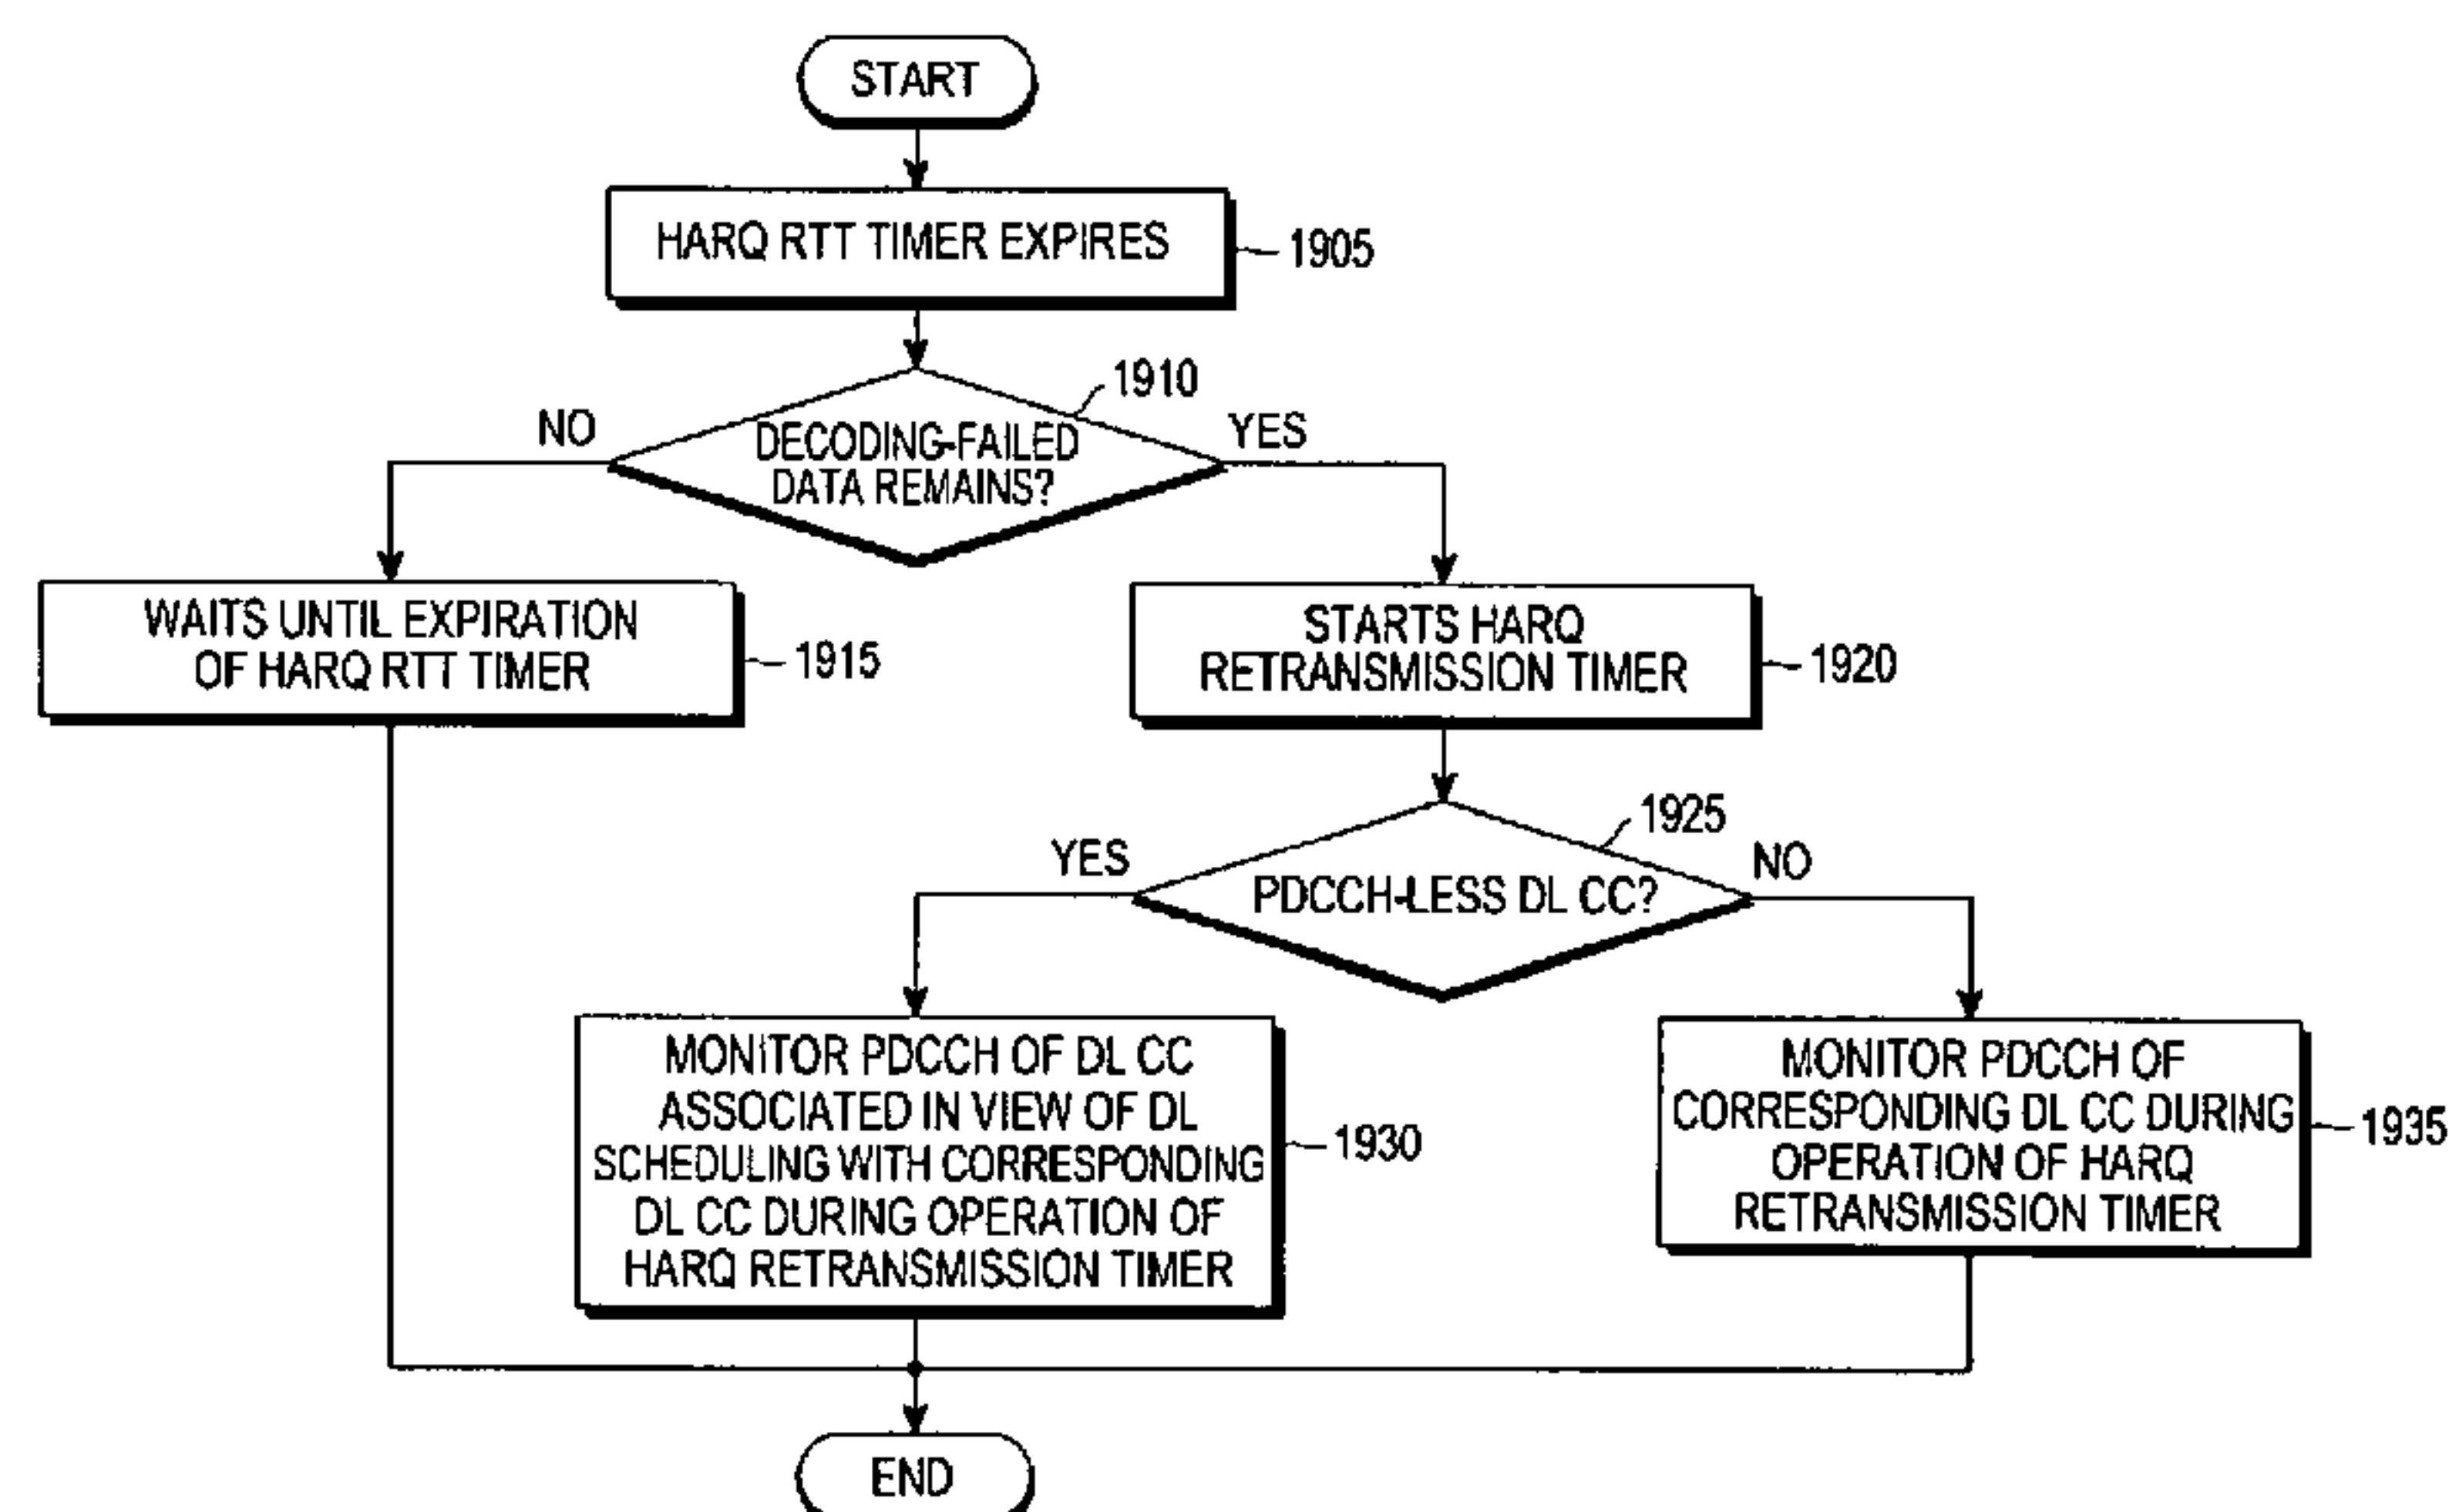 START
HARQ RTT TIMER EXPIRES
1905
1910
NO
DECODING-FAILED
DATA REMAINS?
YES
WAITS UNTIL EXPIRATION
OF HARQ RTT TIMER
1915
STARTS HARQ
RETRANSMISSION TIMER
1920
1925
YES
PDCCH-LESS DL CC?
NO
MONITOR PDCCH OF DL CC
ASSOCIATED IN VIEW OF DL
SCHEDULING WITH CORRESPONDING
DL CC DURING OPERATION OF
HARQ RETRANSMISSION TIMER
1930
MONITOR PDCCH OF
CORRESPONDING DL CC DURING
OPERATION OF HARQ
RETRANSMISSION TIMER
1935
END